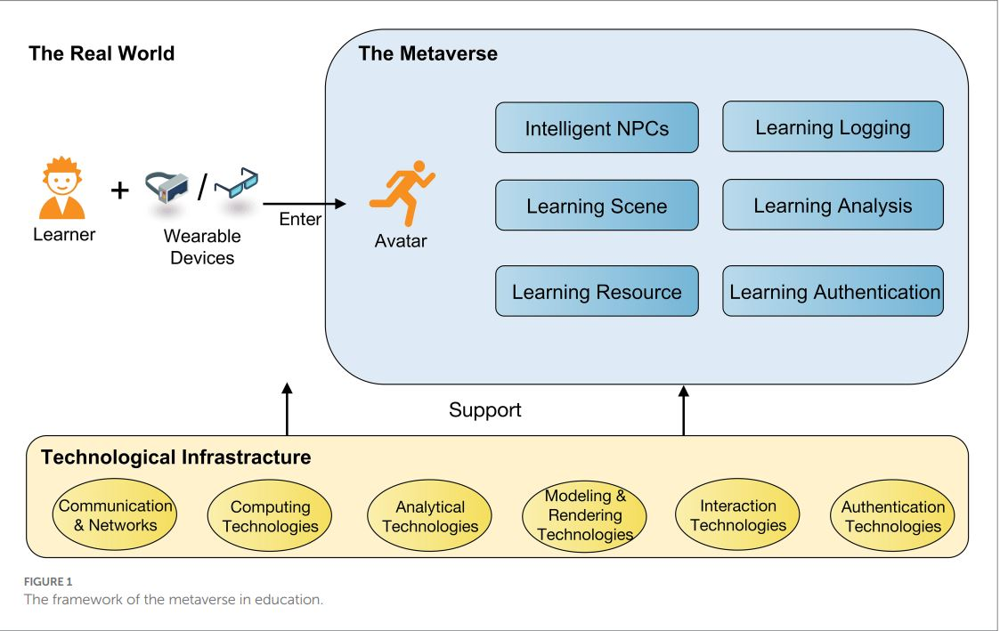 The Real World
The Metaverse
Intelligent NPCs
Learning Logging
Learning Scene
Learning Analysis
Learning Resource
Learning Authentication
+
/
Enter
Learner
Wearable
Devices
Avatar
Support
Technological Infrastracture
Communication
& Networks
Computing
Technologies
Analytical
Technologies
Modeling &
Rendering
Technologies
Interaction
Technologies
Authentication
Technologies
FIGURE 1
The framework of the metaverse in education.